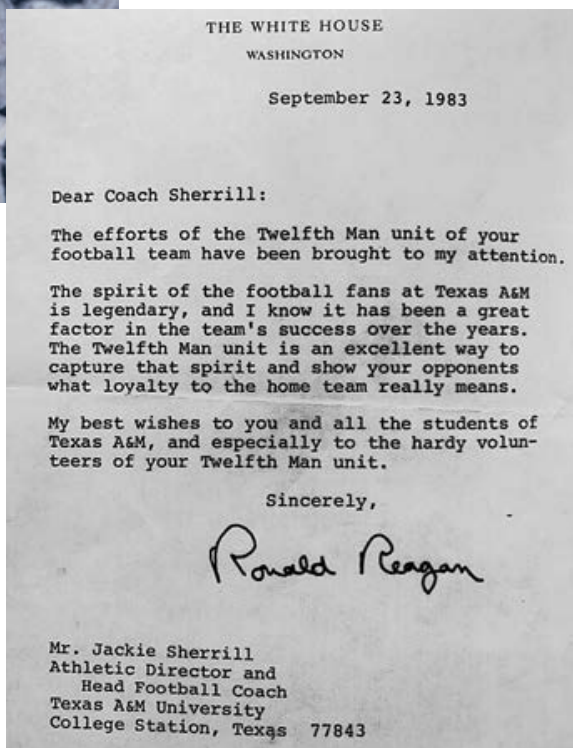 THE WHITE HOUSE
WASHINGTON
September 23, 1983
Dear Coach Sherrill:
The efforts of the Twelfth Man unit of your
football team have been brought to my attention.
The spirit of the football fans at Texas A&M
is legendary, and I know it has been a great
factor in the team's success over the years.
The Twelfth Man unit is an excellent way to
capture that spirit and show your opponents
what loyalty to the home team really means.
My best wishes to you and all the students of
Texas A&M, and especially to the hardy volun-
teers of your Twelfth Man unit.
Sincerely,
Ronald Reagan
Mr. Jackie Sherrill
Athletic Director and
Head Football Coach
Texas A&M University
College Station, Texas 77843